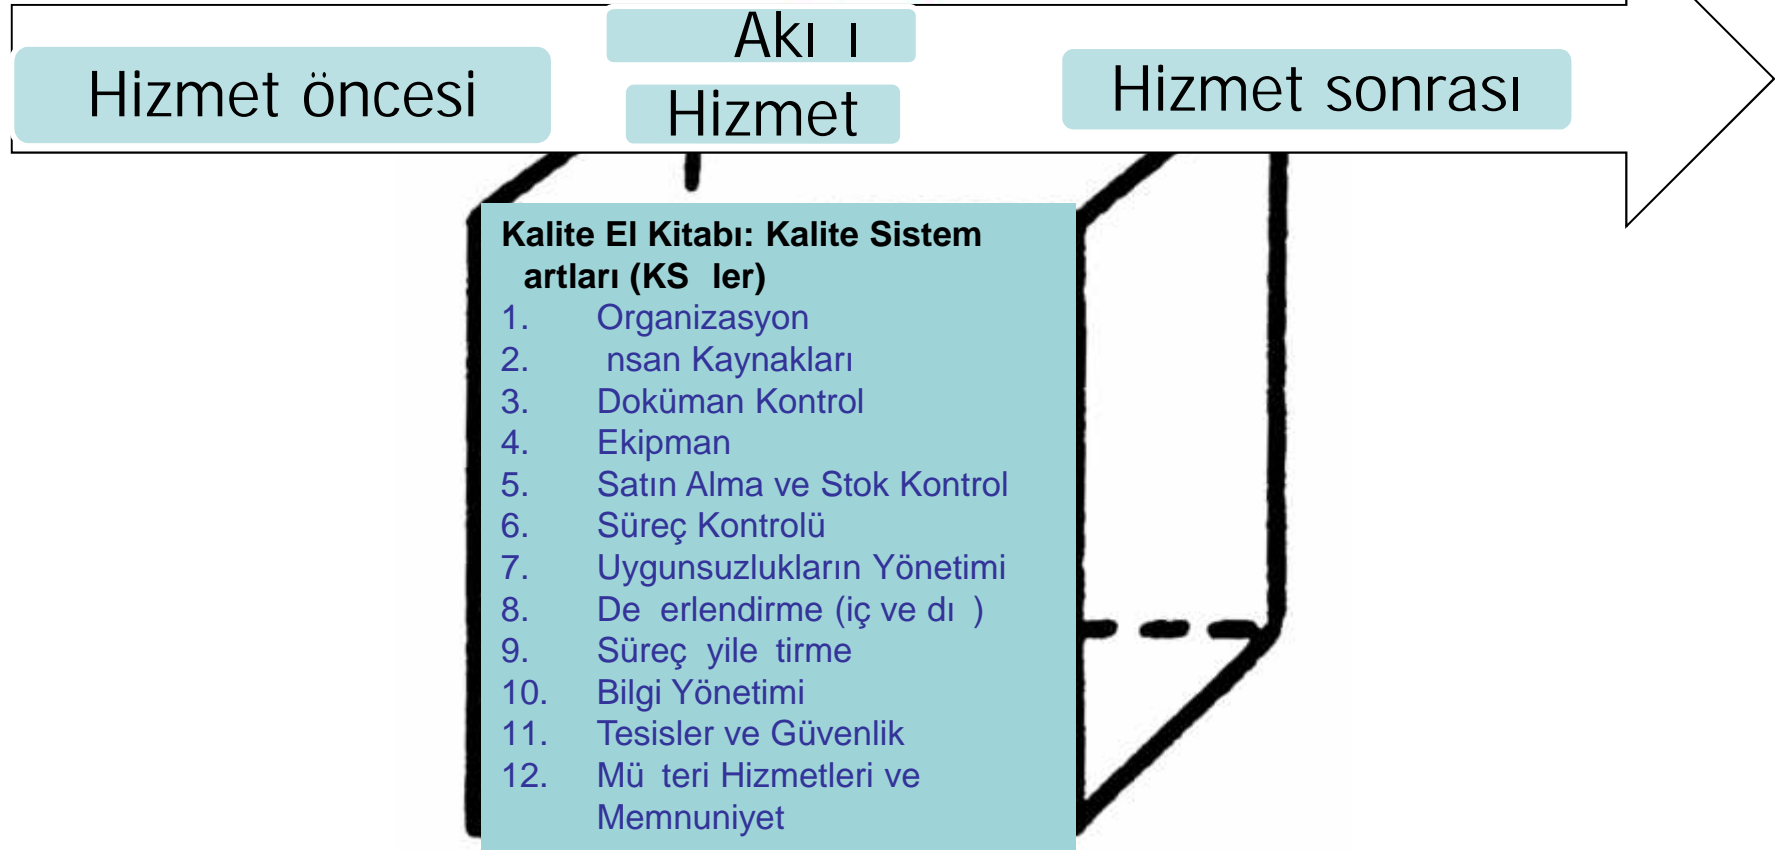 Akı ı
Hizmet öncesi
Hizmet
Hizmet sonrası
Kalite El Kitabı: Kalite Sistem
artları (KS ler)
1. Organizasyon
2. nsan Kaynakları
3. Doküman Kontrol
4. Ekipman
5. Satın Alma ve Stok Kontrol
6. Süreç Kontrolü
7. Uygunsuzlukların Yönetimi
8. De erlendirme (iç ve dı )
9. Süreç yile tirme
10. Bilgi Yönetimi
11. Tesisler ve Güvenlik
12. Mü teri Hizmetleri ve
Memnuniyet